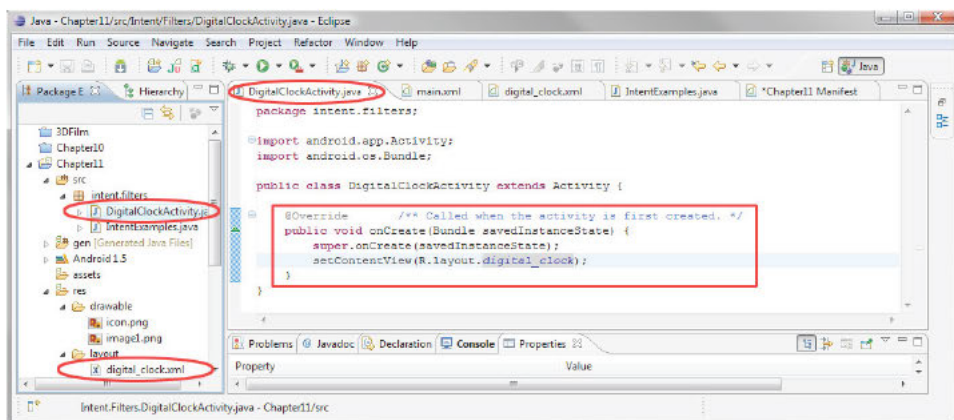 Java - Chapter11/src/Intent/Filters/DigitalClockActivity.java - Eclipse
File Edit Run Source Navigate Search Project Refactor Window Help
Java
Package E
Hierarchy
DigitalClockActivity.java
main.xml
digital_clock.xml
IntentExamples.java
*Chapter11 Manifest
3DFilm
Chapter10
Chapter11
src
intent.filters
DigitalClockActivity.j
IntentExamples.java
gen [Generated Java Files]
Android 1.5
assets
res
drawable
icon.png
image1.png
layout
digital_clock.xml
package intent.filters;
import android.app.Activity;
import android.os.Bundle;
public class DigitalClockActivity extends Activity {
@Override /** Called when the activity is first created. */
public void onCreate(Bundle savedInstanceState) {
super.onCreate(savedInstanceState);
setContentView(R.layout.digital_clock);
}
}
Problems @ Javadoc Declaration Console Properties
Property Value
Intent.Filters.DigitalClockActivity.java - Chapter11/src